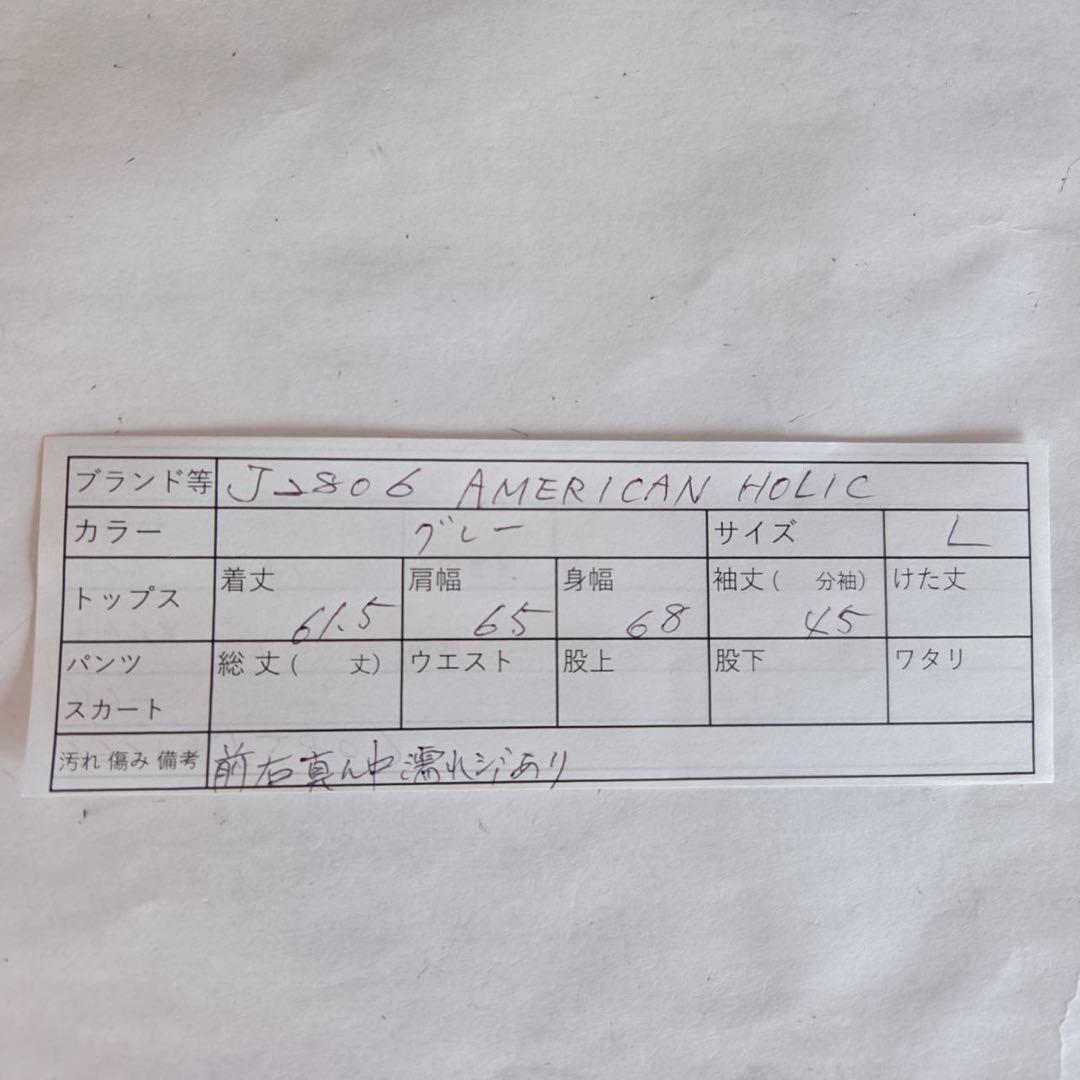 ブランド等 J2806 AMERICAN HOLIC
カラー グレー サイズ L
トップス 着丈 61.5 肩幅 65 身幅 68 袖丈(　分袖) 45 けた丈
パンツ スカート 総丈(　丈) ウエスト 股上 股下 ワタリ
汚れ 傷み 備考 前右真ん中濡れジミあり